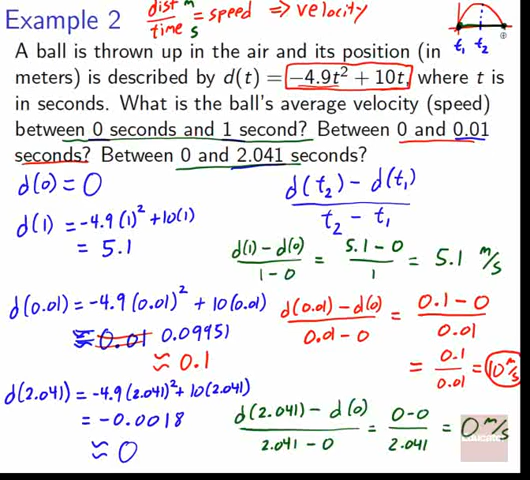 Example 2
dist m / time s = speed ⇒ velocity
t₁ t₂
A ball is thrown up in the air and its position (in
meters) is described by d(t) = −4.9t² + 10t, where t is
in seconds. What is the ball's average velocity (speed)
between 0 seconds and 1 second? Between 0 and 0.01
seconds? Between 0 and 2.041 seconds?
d(0) = 0
d(t₂) − d(t₁) / t₂ − t₁
d(1) = −4.9(1)² + 10(1)
= 5.1
d(1) − d(0) / 1 − 0 = 5.1 − 0 / 1 = 5.1 m/s
d(0.01) = −4.9(0.01)² + 10(0.01)
≈ 0.01 0.09951
≈ 0.1
d(0.01) − d(0) / 0.01 − 0 = 0.1 − 0 / 0.01
= 0.1 / 0.01 = 10 m/s
d(2.041) = −4.9(2.041)² + 10(2.041)
= −0.0018
≈ 0
d(2.041) − d(0) / 2.041 − 0 = 0−0 / 2.041 = 0 m/s